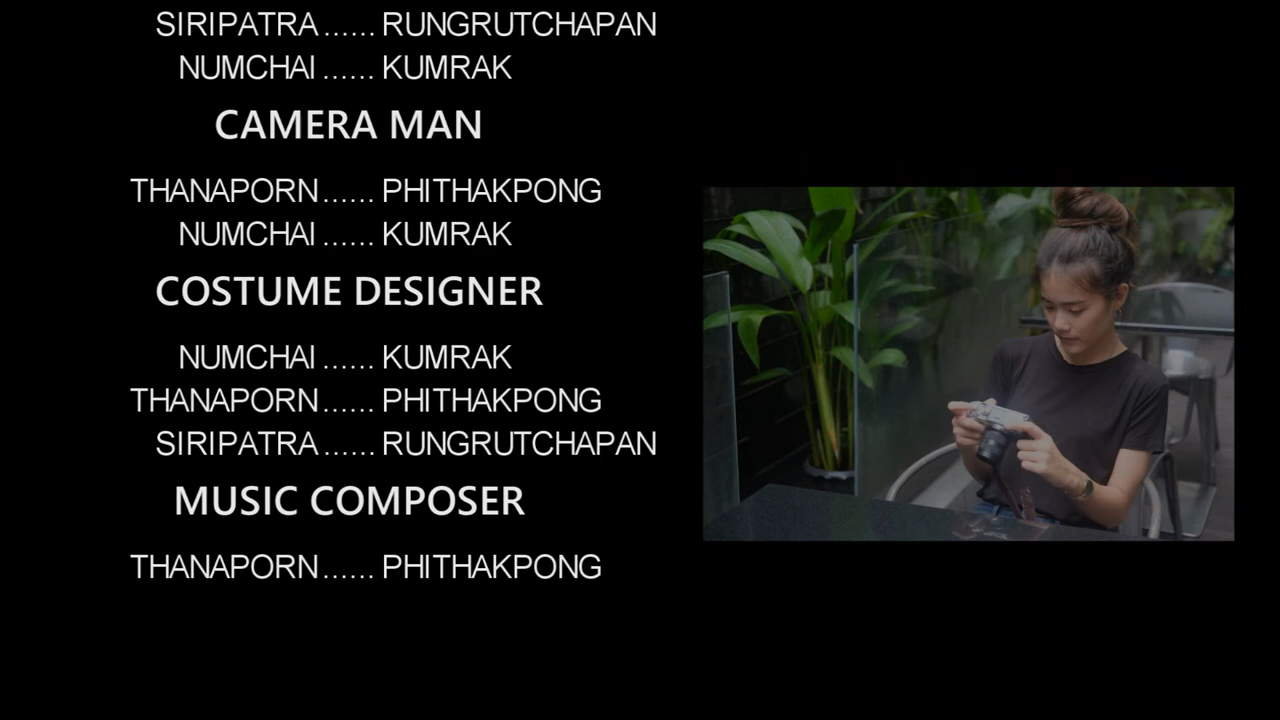 SIRIPATRA ...... RUNGRUTCHAPAN
NUMCHAI ...... KUMRAK
CAMERA MAN
THANAPORN ...... PHITHAKPONG
NUMCHAI ...... KUMRAK
COSTUME DESIGNER
NUMCHAI ...... KUMRAK
THANAPORN ...... PHITHAKPONG
SIRIPATRA ...... RUNGRUTCHAPAN
MUSIC COMPOSER
THANAPORN ...... PHITHAKPONG